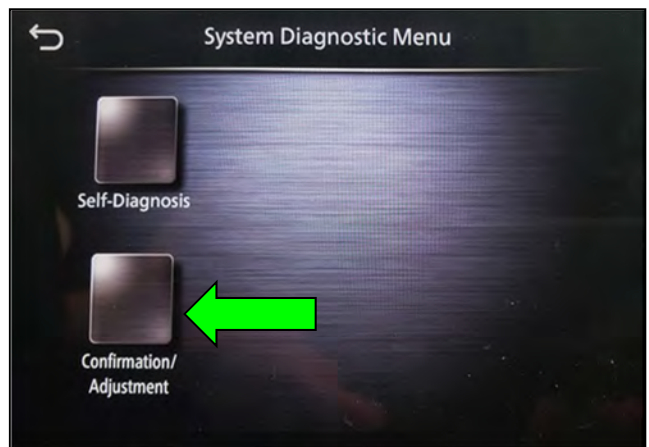 System Diagnostic Menu
Self-Diagnosis
Confirmation/
Adjustment